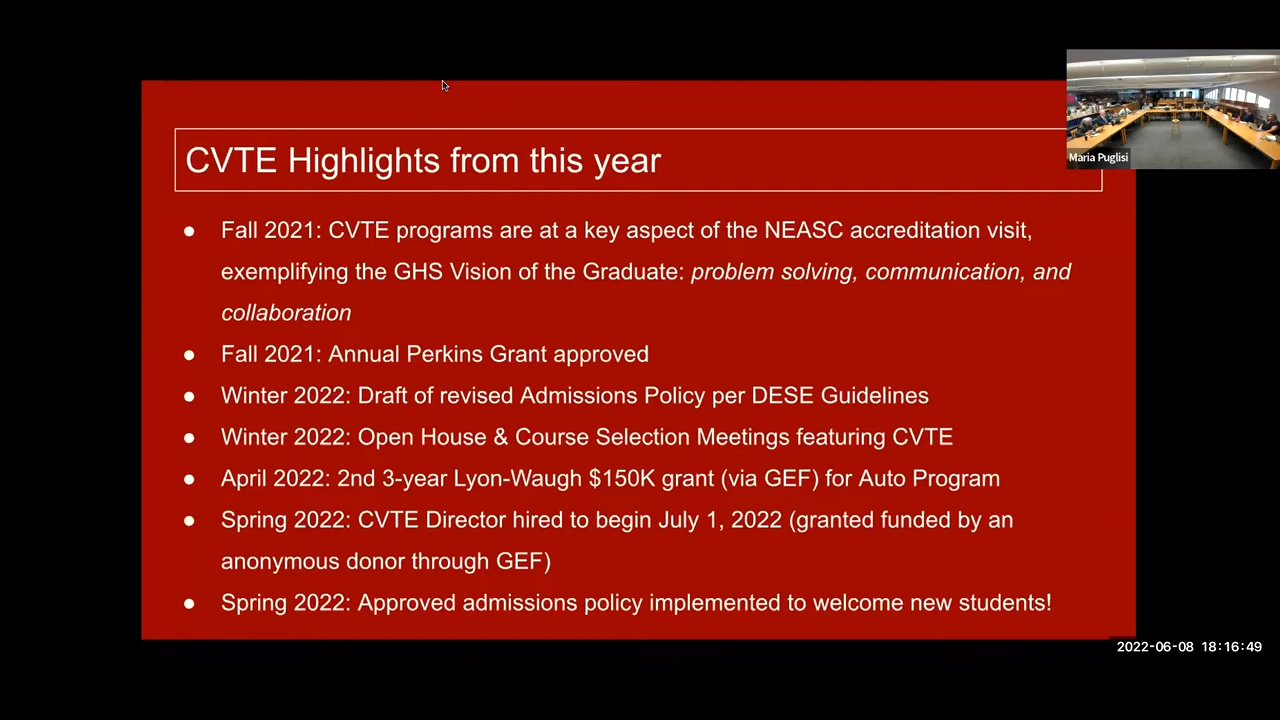 CVTE Highlights from this year
Maria Puglisi
● Fall 2021: CVTE programs are at a key aspect of the NEASC accreditation visit,
exemplifying the GHS Vision of the Graduate: problem solving, communication, and
collaboration
● Fall 2021: Annual Perkins Grant approved
● Winter 2022: Draft of revised Admissions Policy per DESE Guidelines
● Winter 2022: Open House & Course Selection Meetings featuring CVTE
● April 2022: 2nd 3-year Lyon-Waugh $150K grant (via GEF) for Auto Program
● Spring 2022: CVTE Director hired to begin July 1, 2022 (granted funded by an
anonymous donor through GEF)
● Spring 2022: Approved admissions policy implemented to welcome new students!
2022-06-08 18:16:49